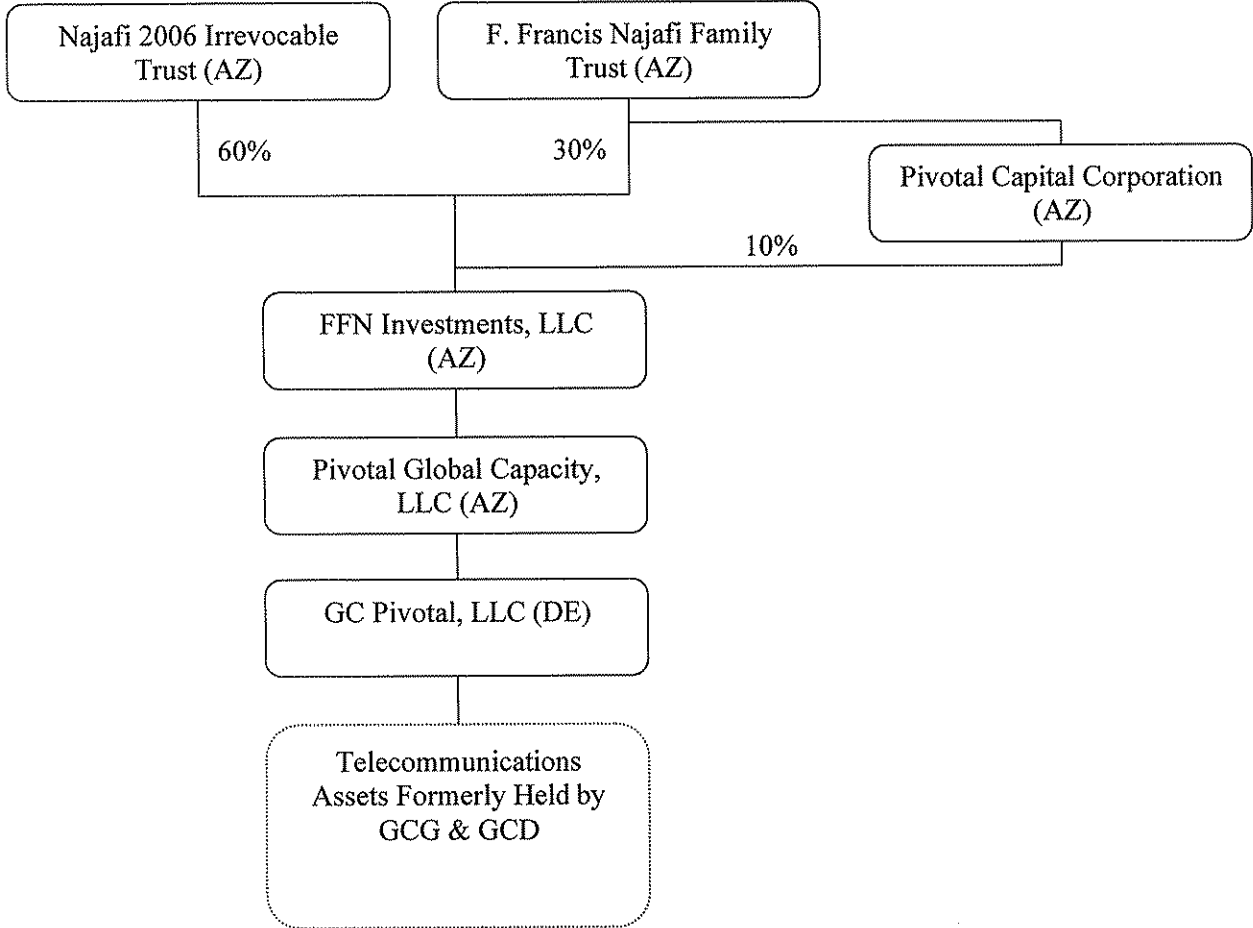 Najafi 2006 Irrevocable
Trust (AZ)
F. Francis Najafi Family
Trust (AZ)
60%
30%
Pivotal Capital Corporation
(AZ)
10%
FFN Investments, LLC
(AZ)
Pivotal Global Capacity,
LLC (AZ)
GC Pivotal, LLC (DE)
Telecommunications
Assets Formerly Held by
GCG & GCD